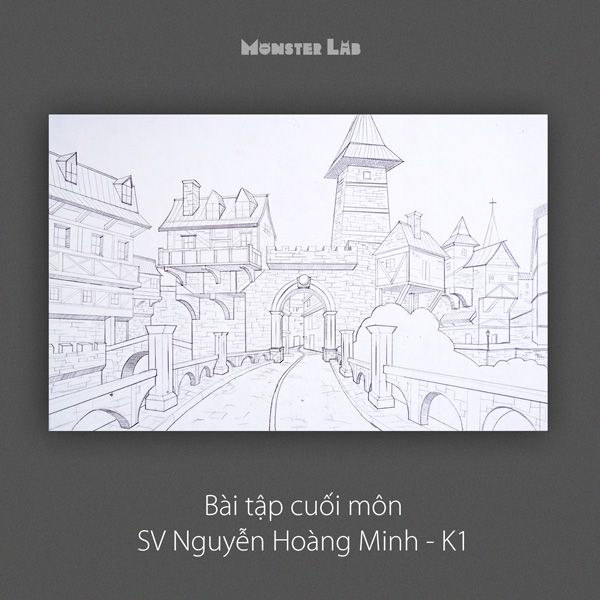 MONSTER LAB
Bài tập cuối môn
SV Nguyễn Hoàng Minh - K1